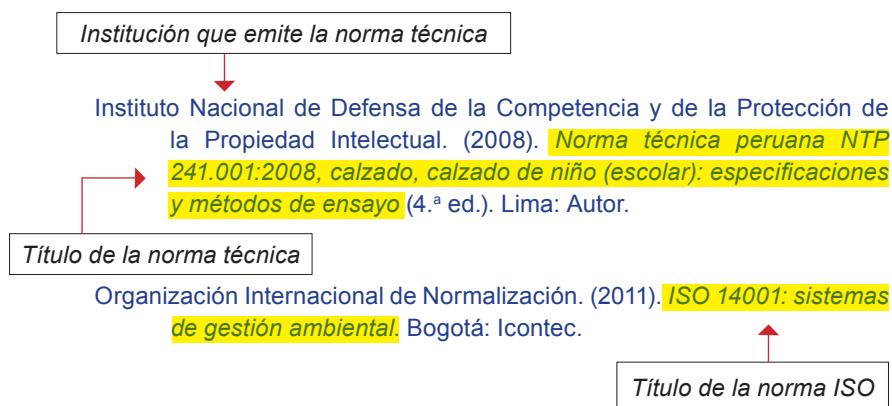 Institución que emite la norma técnica
Instituto Nacional de Defensa de la Competencia y de la Protección de
la Propiedad Intelectual. (2008). Norma técnica peruana NTP
241.001:2008, calzado, calzado de niño (escolar): especificaciones
y métodos de ensayo (4.ª ed.). Lima: Autor.
Título de la norma técnica
Organización Internacional de Normalización. (2011). ISO 14001: sistemas
de gestión ambiental. Bogotá: Icontec.
Título de la norma ISO